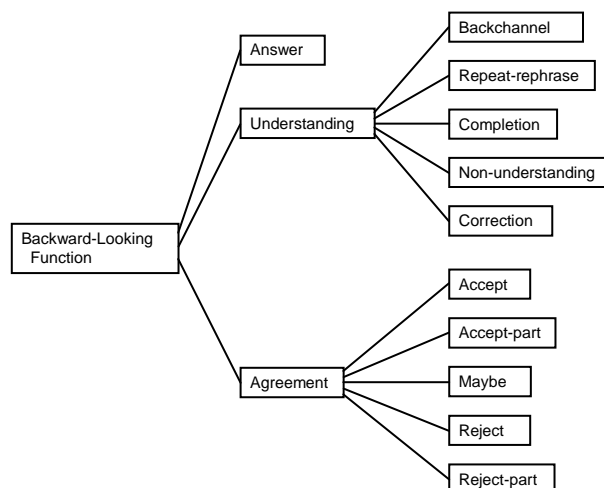 Backchannel
Answer
Repeat-rephrase
Understanding
Completion
Non-understanding
Correction
Backward-Looking
Function
Accept
Accept-part
Agreement
Maybe
Reject
Reject-part